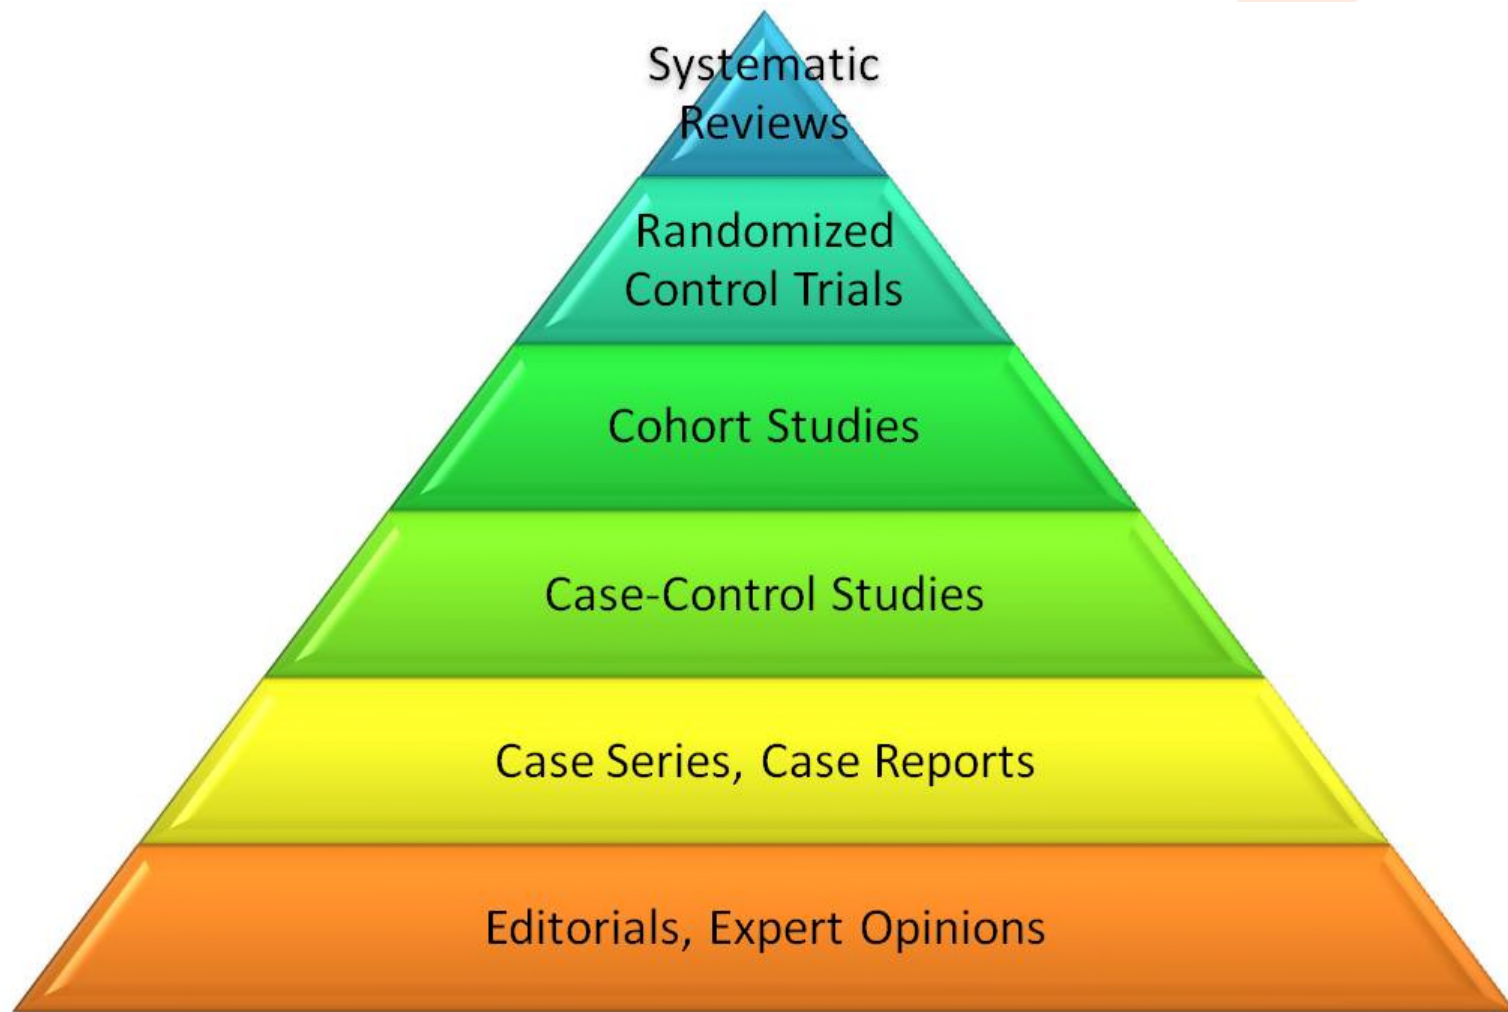 Systematic
Reviews
Randomized
Control Trials
Cohort Studies
Case-Control Studies
Case Series, Case Reports
Editorials, Expert Opinions